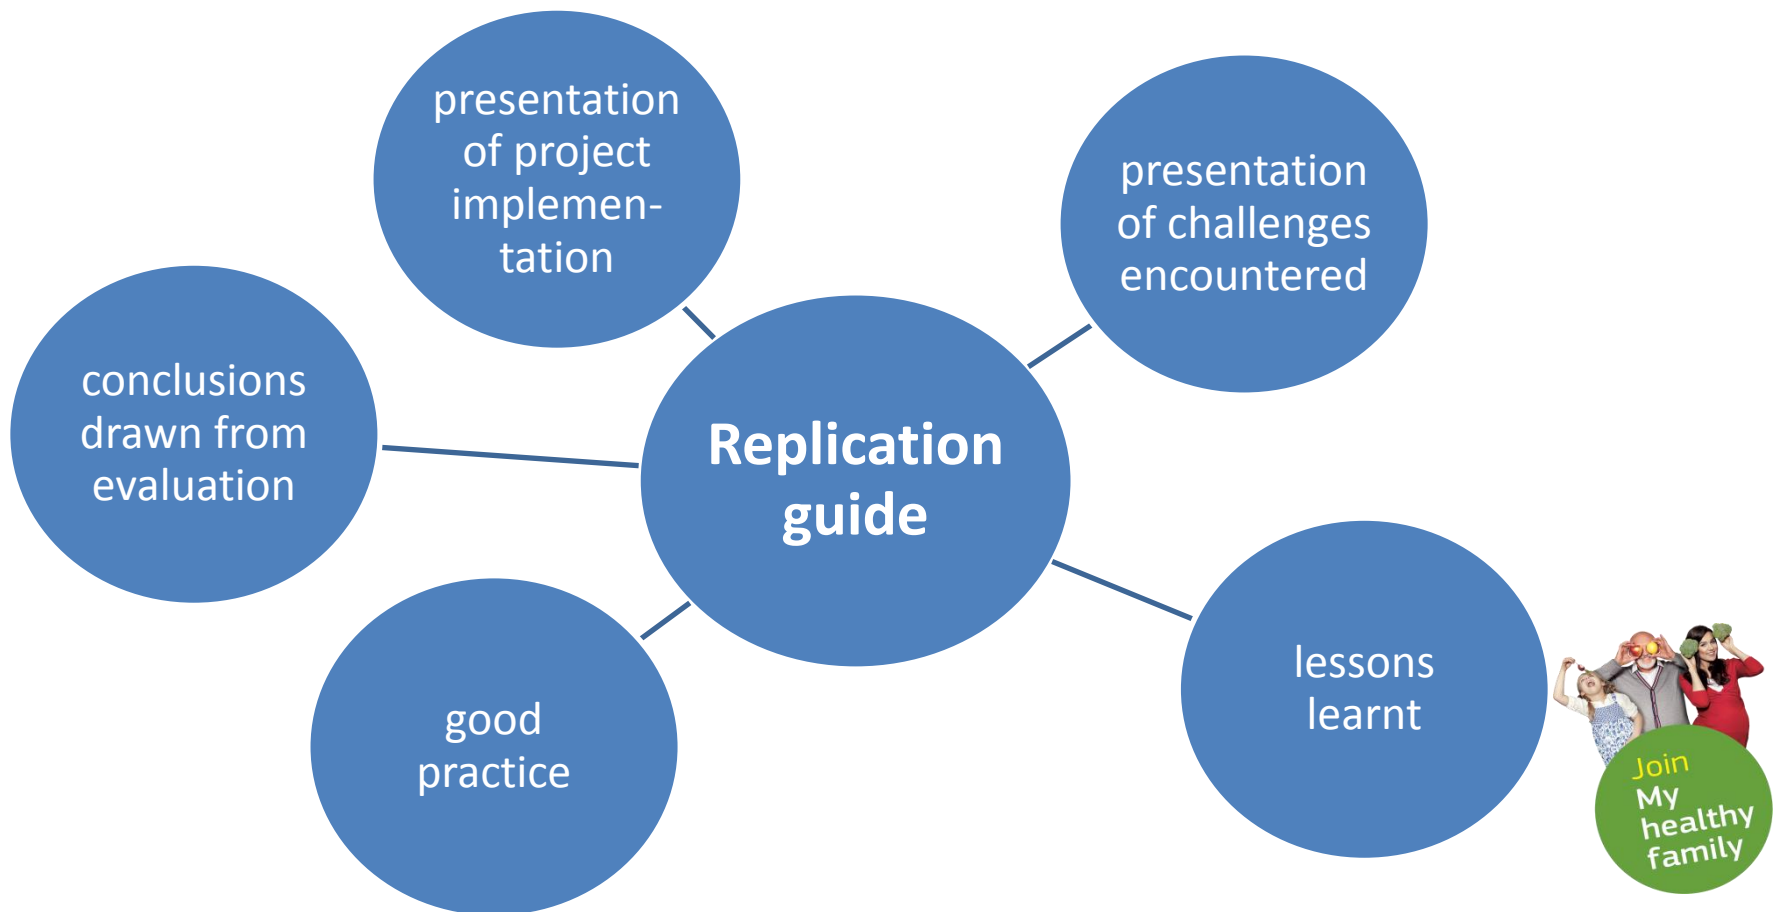 presentation
of project
implemen-
tation
presentation
of challenges
encountered
conclusions
drawn from
evaluation
Replication
guide
good
practice
lessons
learnt
Join
My
healthy
family